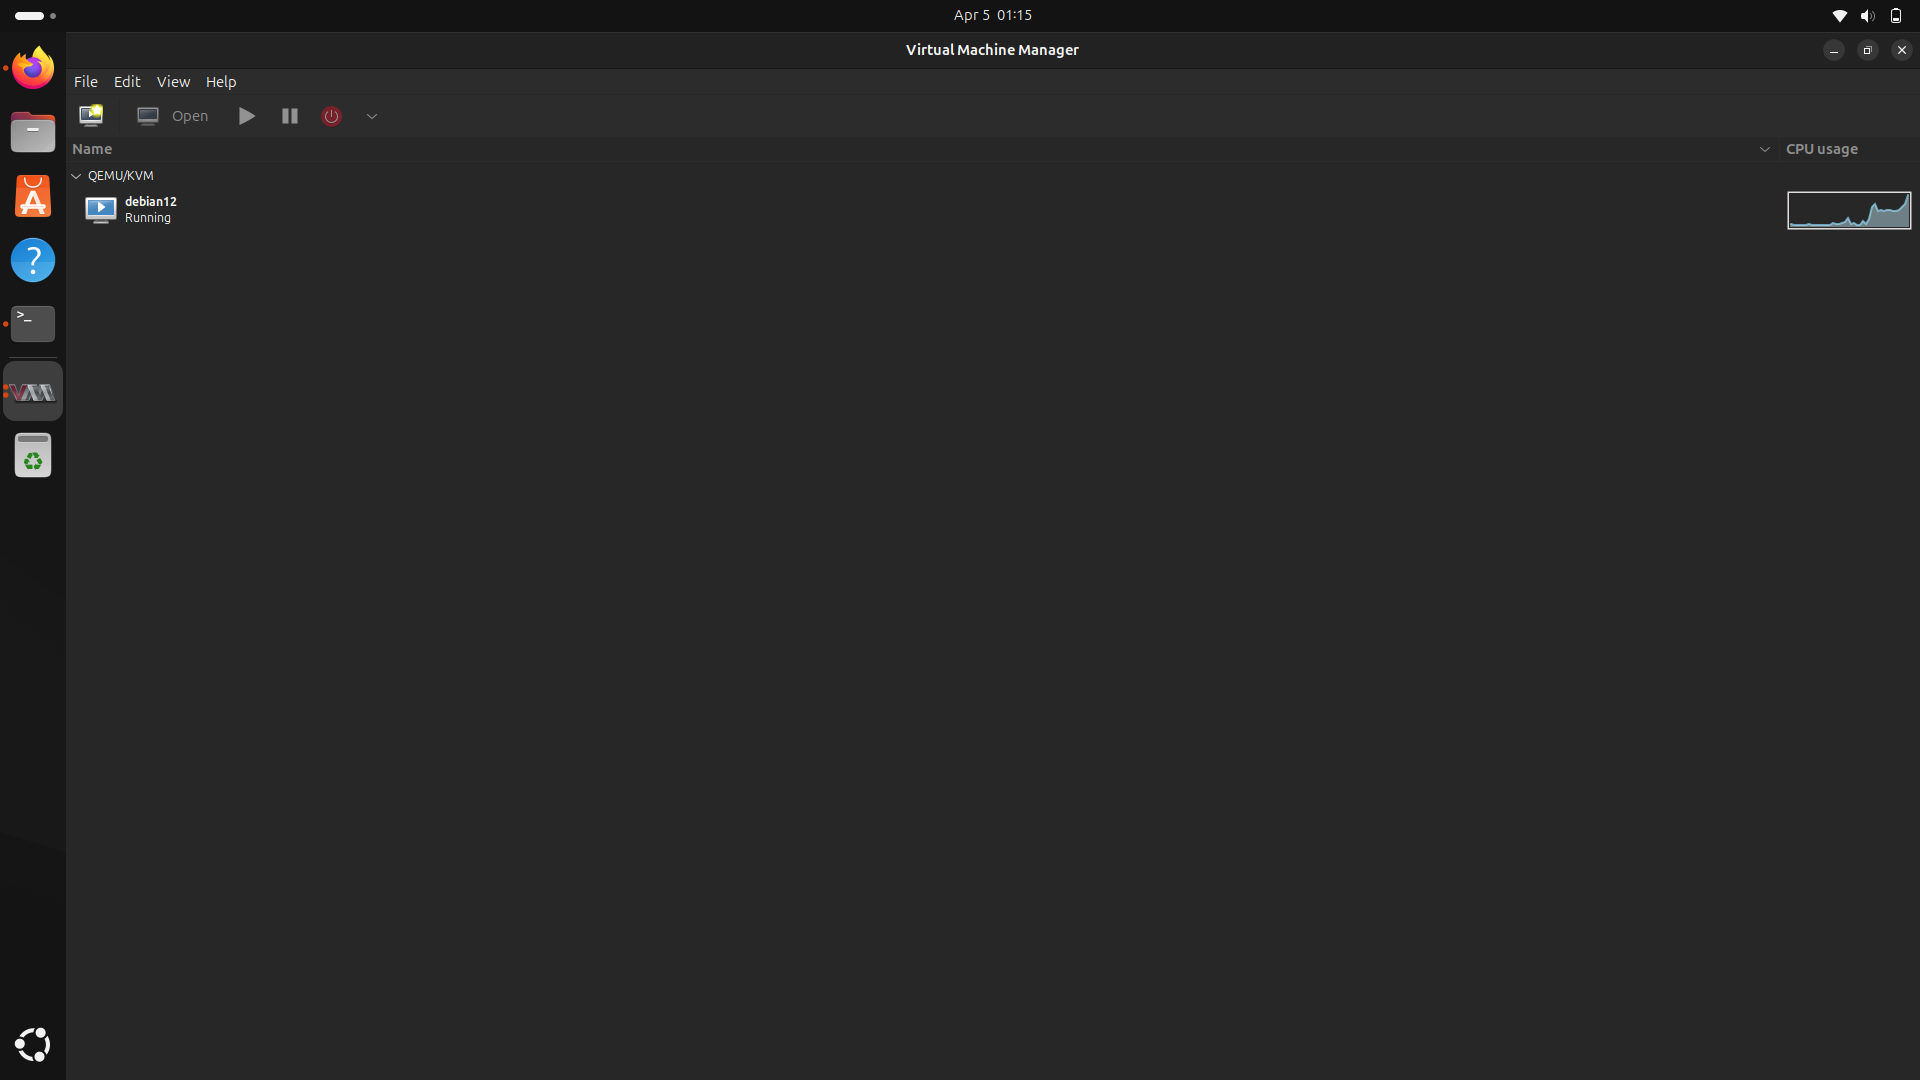 Apr 5 01:15
Virtual Machine Manager
File Edit View Help
Open
Name CPU usage
QEMU/KVM
debian12
Running